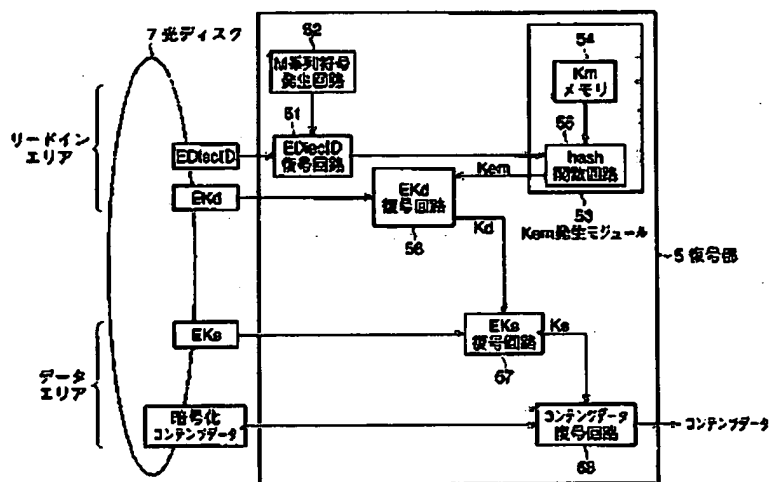 7 光ディスク
リードイン
エリア
EDiscID
EKd
データ
エリア
EKs
暗号化
コンテンツデータ
52
M系列符号
発生回路
51
EDiscID
復号回路
EKd
復号回路
56
Kem
Kd
54
Km
メモリ
55
hash
関数回路
53
Kem発生モジュール
5 復号部
EKs
復号回路
57
Ks
コンテンツデータ
復号回路
58
コンテンツデータ